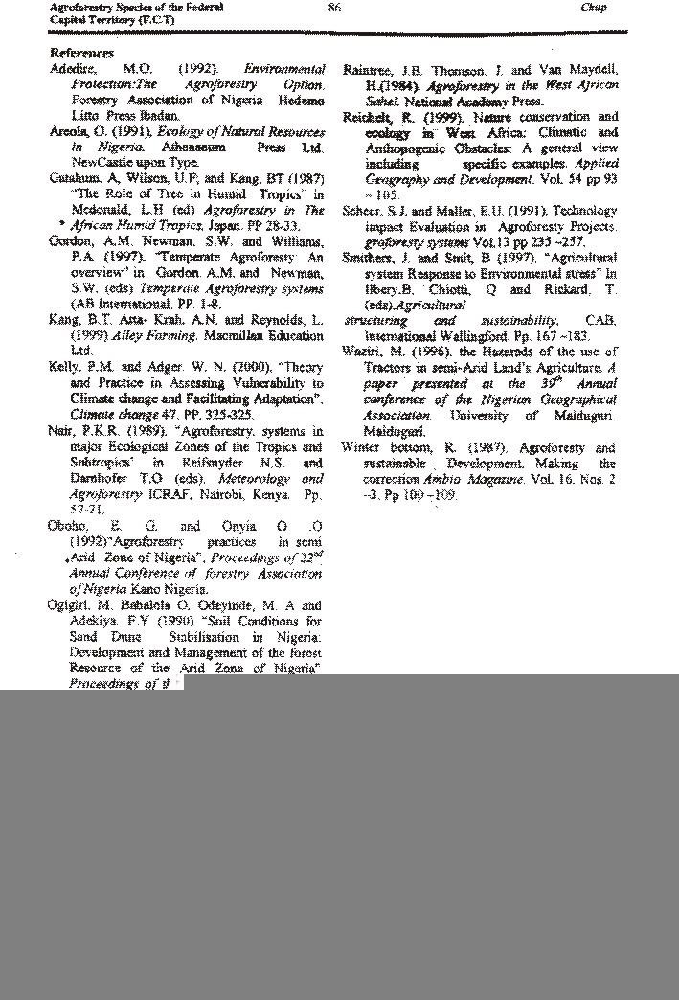 Agroforestry Species of the Federal
Capital Territory (F.C.T)
86
Chup
References
Adedire, M.O. (1992). Environmental
Protection:The Agroforestry Option.
Forestry Association of Nigeria Hedemo
Litto Press Ibadan.
Areola, O. (1991), Ecology of Natural Resources
in Nigeria. Athenaeum Press Ltd.
NewCastle upon Type.
Gatahum. A, Wilson, U.P; and Kang, BT (1987)
"The Role of Tree in Humid Tropics" in
Mcdonald, L.H (ed) Agroforestry in The
African Humid Tropics, Japan. PP 28-33.
Gordon, A.M. Newman, S.W. and Williams,
P.A. (1997). "Temperate Agroforesty: An
overview" in Gordon. A.M. and Newman,
S.W. (eds) Temperate Agroforestry systems
(AB International. PP. 1-8.
Kang, B.T. Atta- Krah, A.N. and Reynolds, L.
(1999) Alley Farming. Macmillan Education
Ltd.
Kelly, P.M. and Adger. W. N. (2000). "Theory
and Practice in Assessing Vulnerability to
Climate change and Facilitating Adaptation".
Climate change 47, PP. 325-325.
Nair, P.K.R. (1989). "Agroforestry. systems in
major Ecological Zones of the Tropics and
Subtropics' in Reifsnyder N.S. and
Darnhofer T.O (eds). Meteorology and
Agroforestry ICRAF, Nairobi, Kenya. Pp.
57-71.
Oboho, E. G. and Onyia O .O
(1992)"Agroforestry practices in semi
Arid Zone of Nigeria", Proceedings of 22nd
Annual Conference of forestry Association
of Nigeria Kano Nigeria.
Ogigiri. M. Babalola O. Odeyinde, M. A and
Adekiya. F.Y (1990) "Soil Conditions for
Sand Dune Stabilisation in Nigeria:
Development and Management of the forest
Resource of the Arid Zone of Nigeria"
Proceedings of
Raintree, J.B. Thomson. J. and Van Maydell,
H.(1984). Agroforestry in the West African
Sahel. National Academy Press.
Reichelt, R. (1999). Nature conservation and
ecology in West Africa: Climatic and
Anthopogenic Obstacles: A general view
including specific examples. Applied
Geography and Development. Vol. 54 pp 93
- 105.
Scheer, S.J. and Muller, E.U. (1991). Technology
impact Evaluation in Agroforesty Projects.
groforesty systems Vol.13 pp 235 -257.
Smithers, J. and Smit, B (1997). "Agricultural
system Response to Environmental stress" In
Ilbery.B. Chiotti, Q and Rickard, T.
(eds).Agricultural
structuring and sustainability, CAB,
International Wallingford. Pp. 167 -183.
Waziri, M. (1996). the Hazarads of the use of
Tractors in semi-Arid Land's Agriculture. A
paper presented at the 39th Annual
conference of the Nigerian Geographical
Association. University of Maiduguri.
Maiduguri.
Winter bottom, R. (1987). Agroforesty and
sustainable Development. Making the
correction Ambio Magazine. Vol. 16. Nos. 2
-3. Pp 100 -109.